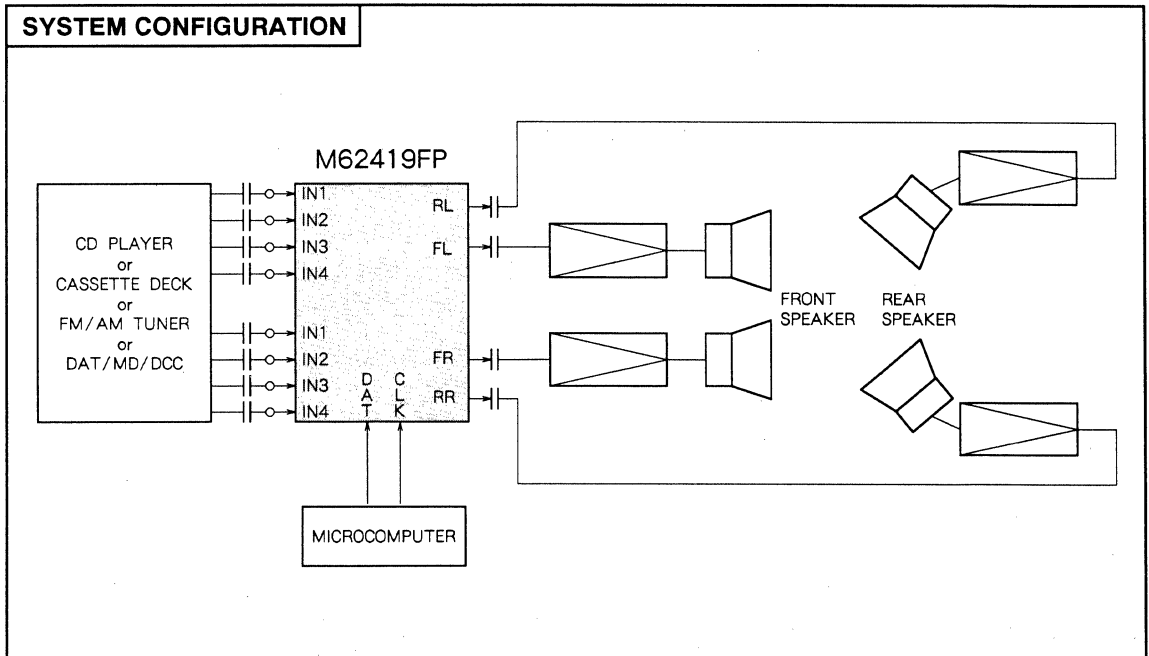 SYSTEM CONFIGURATION
M62419FP
CD PLAYER
or
CASSETTE DECK
or
FM/AM TUNER
or
DAT/MD/DCC
IN1
IN2
IN3
IN4
IN1
IN2
IN3
IN4
DAT
CLK
RL
FL
FR
RR
FRONT
SPEAKER
REAR
SPEAKER
MICROCOMPUTER